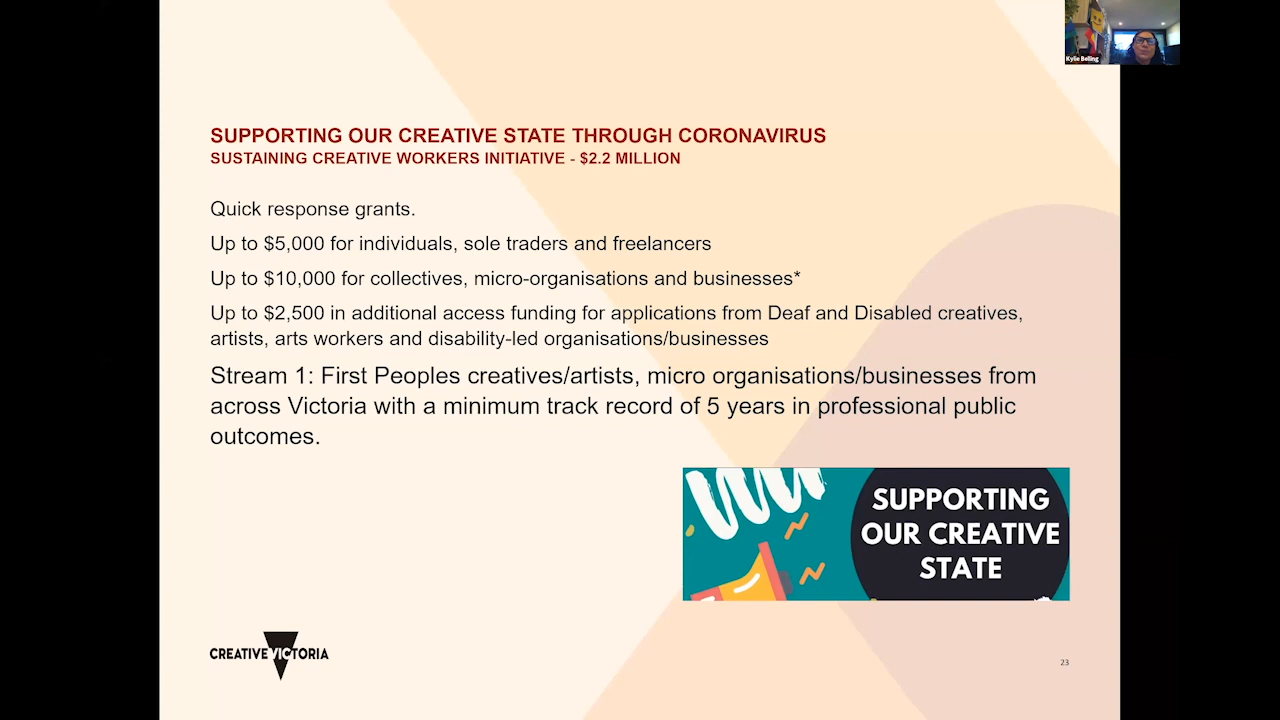 Kylie Belling
SUPPORTING OUR CREATIVE STATE THROUGH CORONAVIRUS
SUSTAINING CREATIVE WORKERS INITIATIVE - $2.2 MILLION
Quick response grants.
Up to $5,000 for individuals, sole traders and freelancers
Up to $10,000 for collectives, micro-organisations and businesses*
Up to $2,500 in additional access funding for applications from Deaf and Disabled creatives,
artists, arts workers and disability-led organisations/businesses
Stream 1: First Peoples creatives/artists, micro organisations/businesses from
across Victoria with a minimum track record of 5 years in professional public
outcomes.
SUPPORTING
OUR CREATIVE
STATE
CREATIVE VICTORIA
23